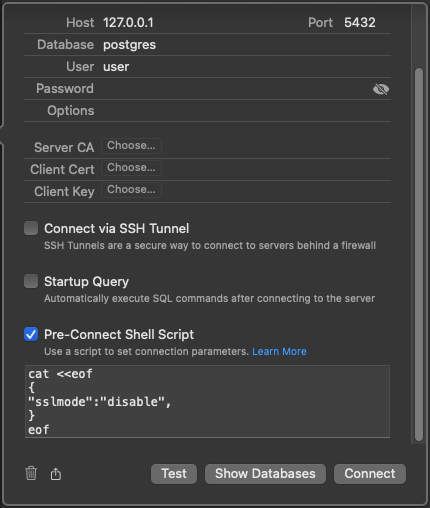 Host 127.0.0.1 Port 5432
Database postgres
User user
Password
Options
Server CA Choose...
Client Cert Choose...
Client Key Choose...
Connect via SSH Tunnel
SSH Tunnels are a secure way to connect to servers behind a firewall
Startup Query
Automatically execute SQL commands after connecting to the server
Pre-Connect Shell Script
Use a script to set connection parameters. Learn More
cat <<eof
{
"sslmode":"disable",
}
eof
Test Show Databases Connect